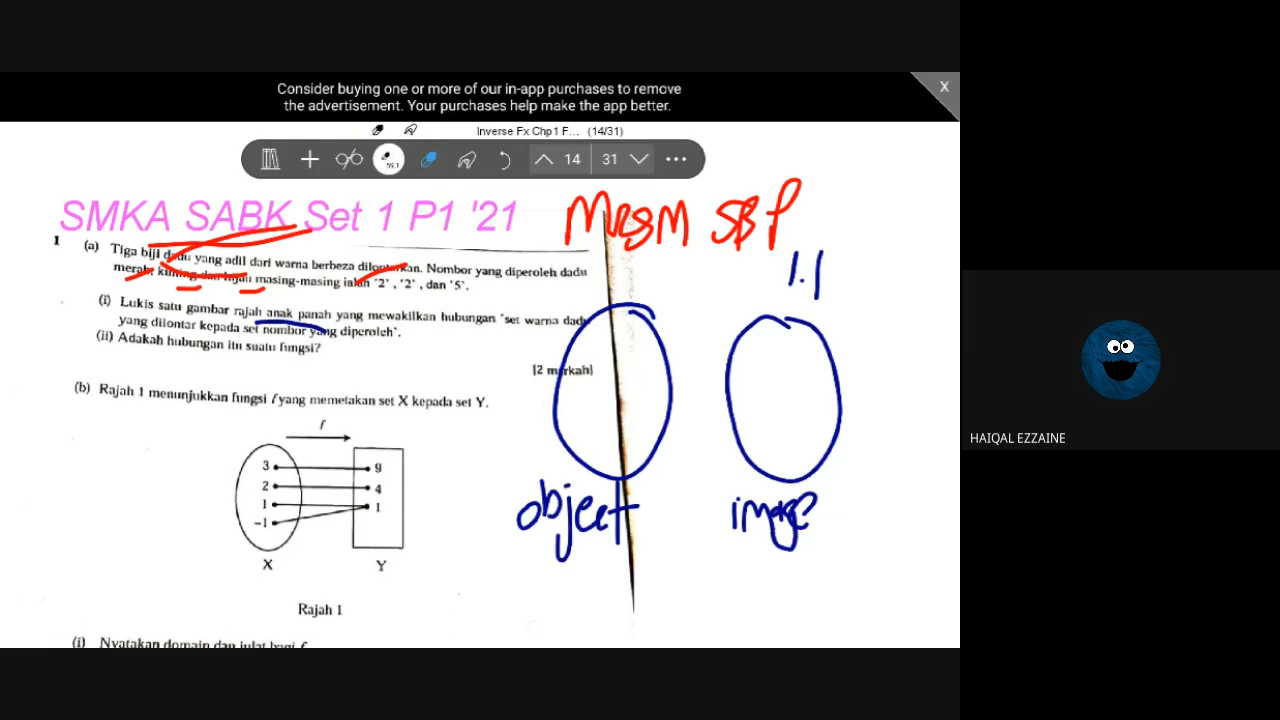 Consider buying one or more of our in-app purchases to remove
the advertisement. Your purchases help make the app better.
X
Inverse Fx Chp1 F... (14/31)
59.1
14
31
SMKA SABK Set 1 P1 '21
MRSM SBP
1.1
1 (a) Tiga biji dadu yang adil dari warna berbeza dilontarkan. Nombor yang diperoleh dadu
merah, kuning dan hijau masing-masing ialah '2', '2', dan '5'.
(i) Lukis satu gambar rajah anak panah yang mewakilkan hubungan 'set warna dadu
yang dilontar kepada set nombor yang diperoleh'.
(ii) Adakah hubungan itu suatu fungsi?
[2 markah]
(b) Rajah 1 menunjukkan fungsi f yang memetakan set X kepada set Y.
f
3
9
2
4
1
1
−1
X
Y
object
image
Rajah 1
(i) Nyatakan domain dan julat bagi f
HAIQAL EZZAINE